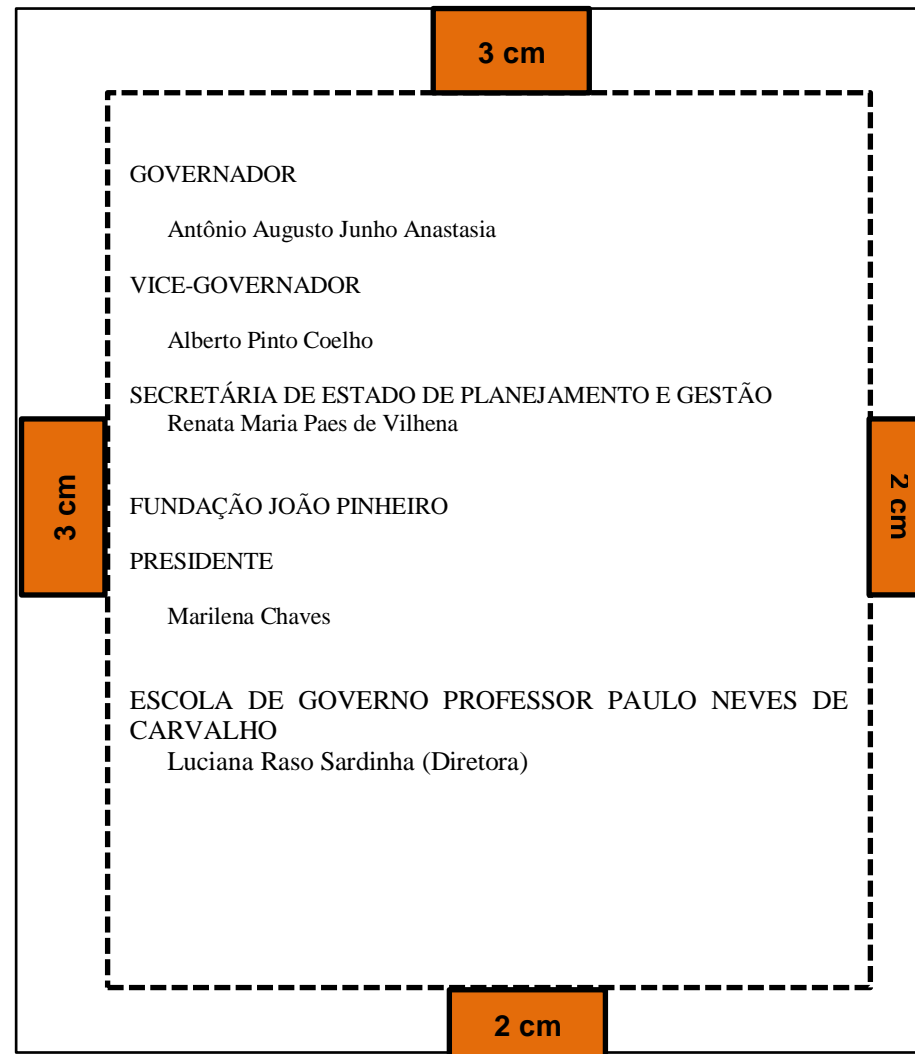 3 cm
GOVERNADOR
Antônio Augusto Junho Anastasia
VICE-GOVERNADOR
Alberto Pinto Coelho
SECRETÁRIA DE ESTADO DE PLANEJAMENTO E GESTÃO
Renata Maria Paes de Vilhena
3 cm
2 cm
FUNDAÇÃO JOÃO PINHEIRO
PRESIDENTE
Marilena Chaves
ESCOLA DE GOVERNO PROFESSOR PAULO NEVES DE
CARVALHO
Luciana Raso Sardinha (Diretora)
2 cm